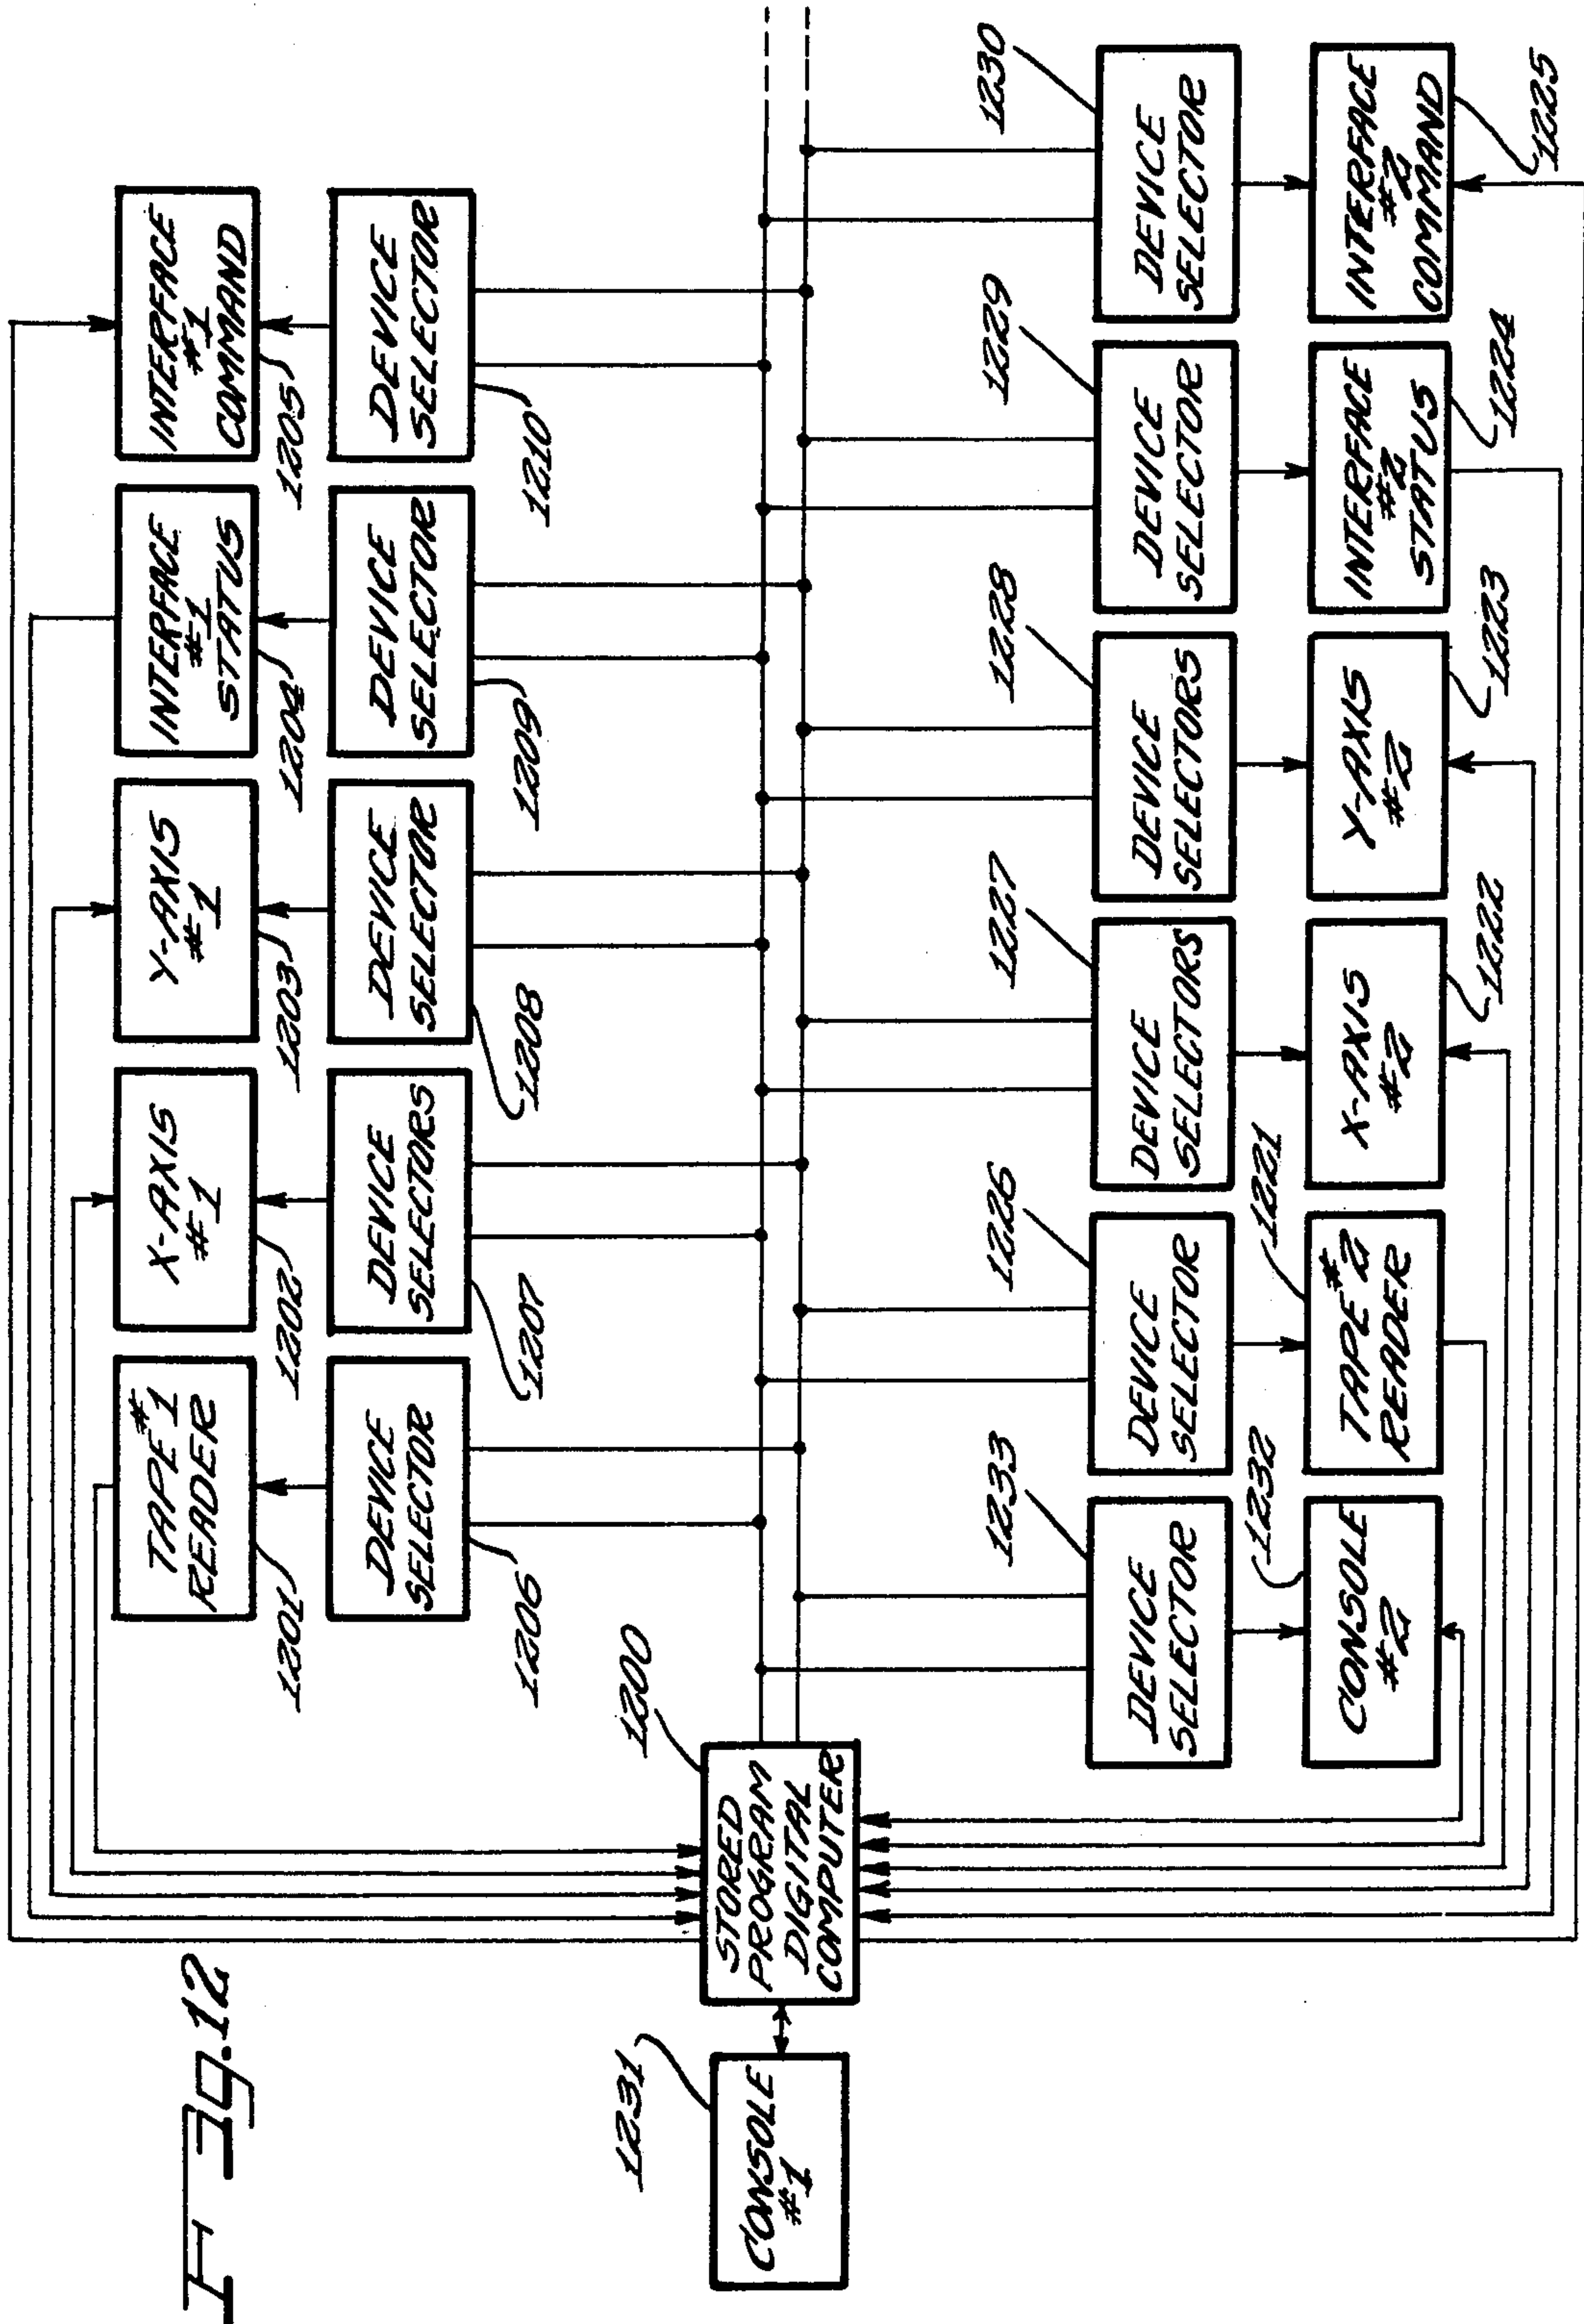 Fig. 12
TAPE #1
READER
X-AXIS
#1
Y-AXIS
#1
INTERFACE
#1
STATUS
INTERFACE
#1
COMMAND
1201
1202
1203
1204
1205
DEVICE
SELECTOR
DEVICE
SELECTORS
DEVICE
SELECTOR
DEVICE
SELECTOR
DEVICE
SELECTOR
1206
1207
1208
1209
1210
1231
CONSOLE
#1
1200
STORED
PROGRAM
DIGITAL
COMPUTER
1233
1226
1227
1228
1229
1230
DEVICE
SELECTOR
DEVICE
SELECTOR
DEVICE
SELECTORS
DEVICE
SELECTORS
DEVICE
SELECTOR
DEVICE
SELECTOR
1232
1221
CONSOLE
#2
TAPE #2
READER
X-AXIS
#2
Y-AXIS
#2
INTERFACE
#2
STATUS
INTERFACE
#2
COMMAND
1222
1223
1224
1225